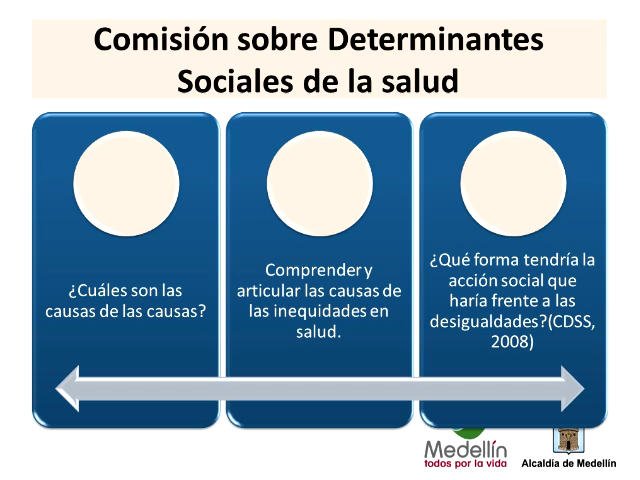 Comisión sobre Determinantes
Sociales de la salud
¿Cuáles son las
causas de las causas?
Comprender y
articular las causas de
las inequidades en
salud.
¿Qué forma tendría la
acción social que
haría frente a las
desigualdades?(CDSS,
2008)
Medellín
todos por la vida
Alcaldía de Medellín